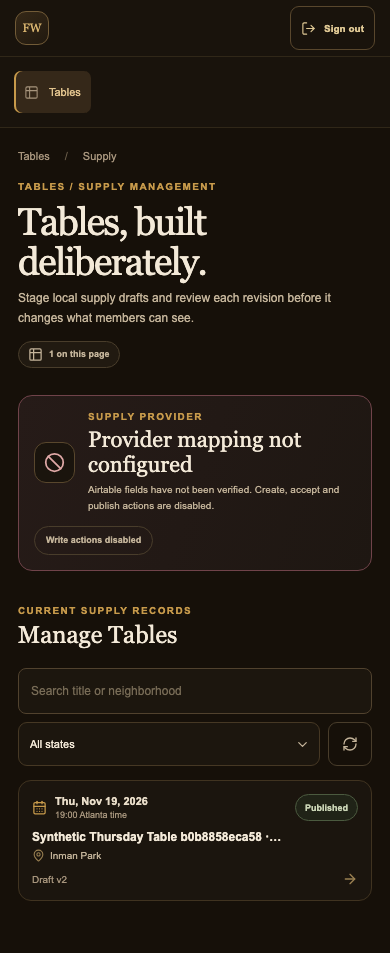 FW
Sign out
Tables
Tables / Supply
TABLES / SUPPLY MANAGEMENT
Tables, built
deliberately.
Stage local supply drafts and review each revision before it
changes what members can see.
1 on this page
SUPPLY PROVIDER
Provider mapping not
configured
Airtable fields have not been verified. Create, accept and
publish actions are disabled.
Write actions disabled
CURRENT SUPPLY RECORDS
Manage Tables
Search title or neighborhood
All states
Thu, Nov 19, 2026
19:00 Atlanta time
Published
Synthetic Thursday Table b0b8858eca58 ·...
Inman Park
Draft v2